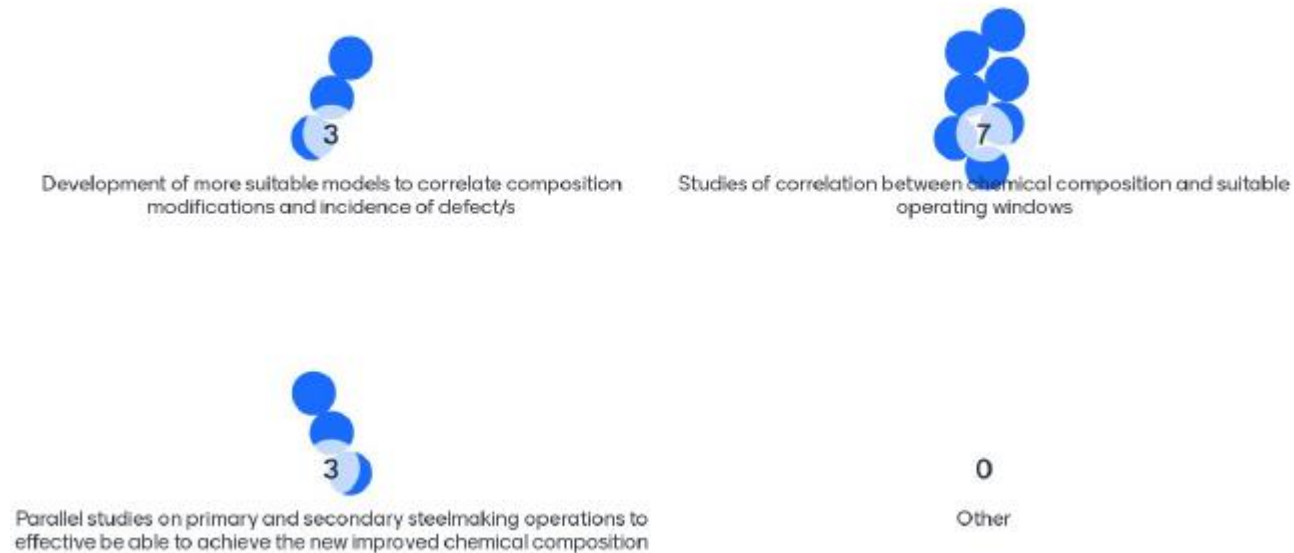 3
Development of more suitable models to correlate composition
modifications and incidence of defect/s
7
Studies of correlation between chemical composition and suitable
operating windows
3
Parallel studies on primary and secondary steelmaking operations to
effective be able to achieve the new improved chemical composition
0
Other